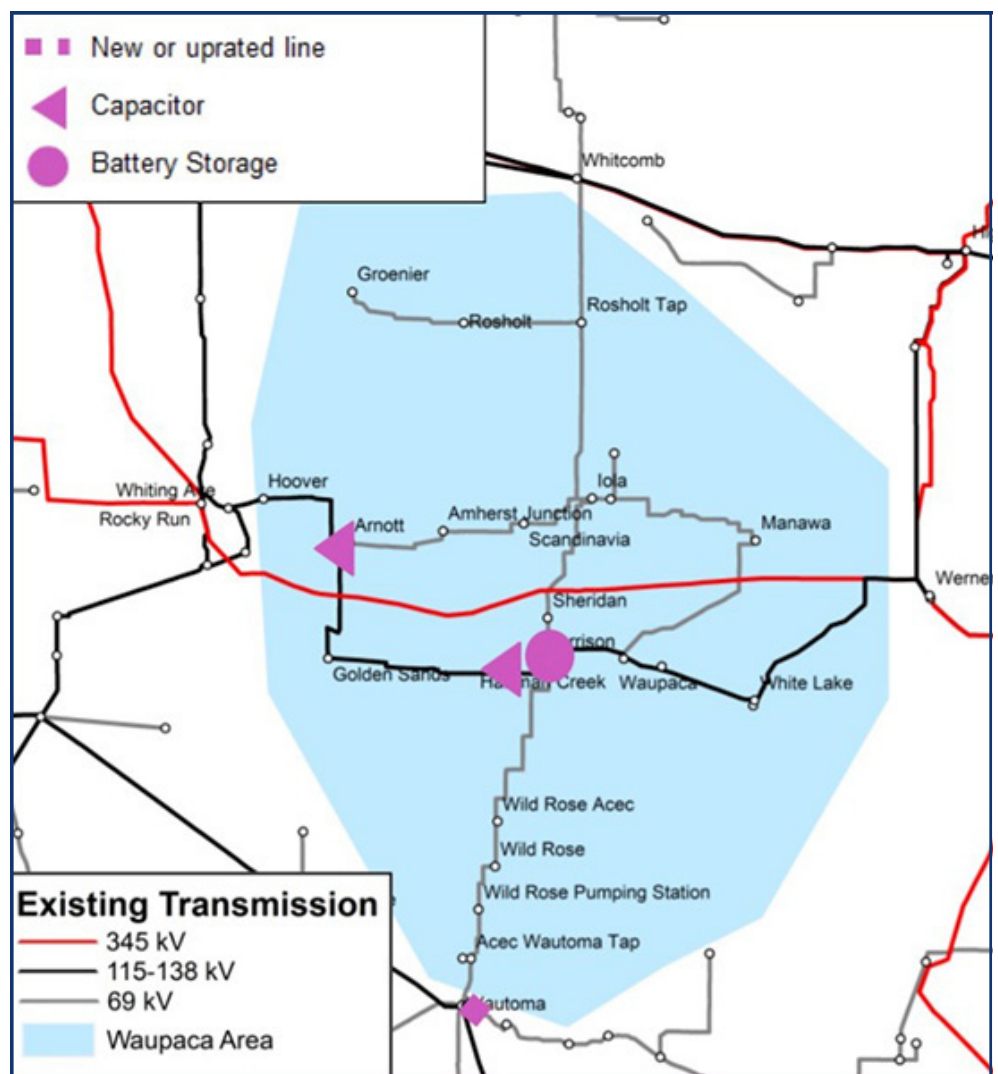 New or uprated line
Capacitor
Battery Storage
Whitcomb
Groenier
Rosholt
Rosholt Tap
Hoover
Iola
Whiting Ave
Rocky Run
Arnott
Amherst Junction
Manawa
Scandinavia
Sheridan
Golden Sands
Creek
Waupaca
White Lake
Wild Rose Acec
Wild Rose
Wild Rose Pumping Station
Acec Wautoma Tap
Existing Transmission
345 kV
115-138 kV
69 kV
Waupaca Area